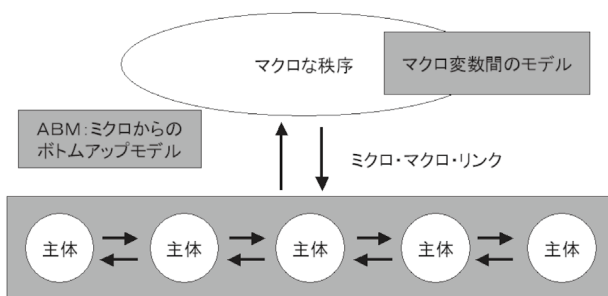 マクロな秩序
マクロ変数間のモデル
ABM:ミクロからの
ボトムアップモデル
ミクロ・マクロ・リンク
主体
主体
主体
主体
主体